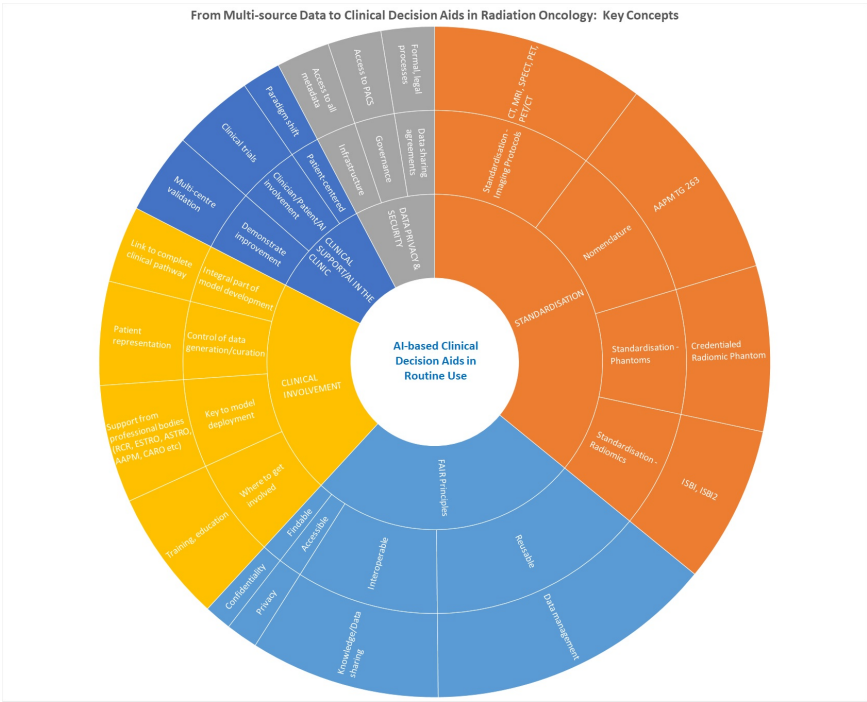 From Multi-source Data to Clinical Decision Aids in Radiation Oncology: Key Concepts
AI-based Clinical
Decision Aids in
Routine Use
STANDARDISATION
Standardisation -
Imaging Protocols
CT, MRI, SPECT, PET,
PET/CT
Nomenclature
AAPM TG 263
Standardisation -
Phantoms
Credentialed
Radiomic Phantom
Standardisation -
Radiomics
ISBI, ISBI2
FAIR Principles
Reusable
Data management
Interoperable
Knowledge/Data
sharing
Accessible
Privacy
Findable
Confidentiality
CLINICAL
INVOLVEMENT
Where to get
involved
Training, education
Key to model
deployment
Support from
professional bodies
(RCR, ESTRO, ASTRO,
AAPM, CARO etc)
Control of data
generation/curation
Patient
representation
Integral part of
model development
Link to complete
clinical pathway
CLINICAL
SUPPORT/AI IN THE
CLINIC
Demonstrate
improvement
Multi-centre
validation
Clinician/Patient/AI
involvement
Clinical trials
Patient-centered
Paradigm shift
DATA PRIVACY &
SECURITY
Infrastructure
Access to all
metadata
Governance
Access to PACS
Data sharing
agreements
Formal, legal
processes